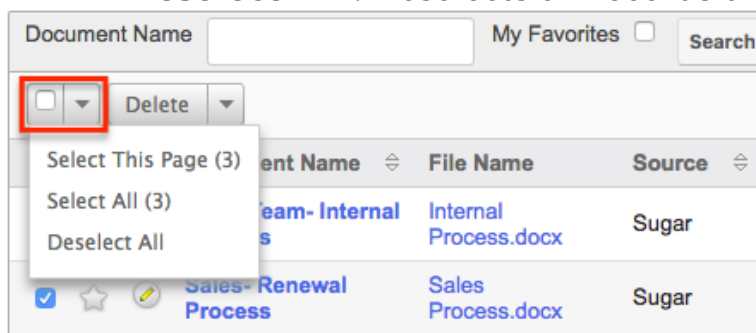 Document Name My Favorites Search
Delete
Select This Page (3) ent Name File Name Source
Select All (3) eam- Internal Internal Sugar
s Process.docx
Deselect All
Sales- Renewal Sales Sugar
Process Process.docx